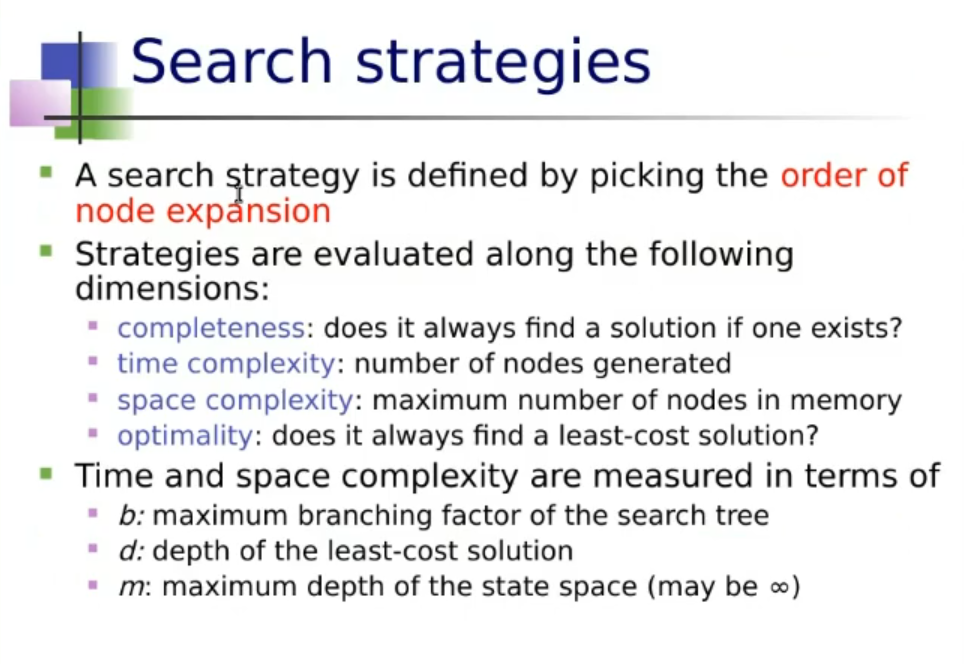 Search strategies
A search strategy is defined by picking the order of
node expansion
Strategies are evaluated along the following
dimensions:
completeness: does it always find a solution if one exists?
time complexity: number of nodes generated
space complexity: maximum number of nodes in memory
optimality: does it always find a least-cost solution?
Time and space complexity are measured in terms of
b: maximum branching factor of the search tree
d: depth of the least-cost solution
m: maximum depth of the state space (may be ∞)